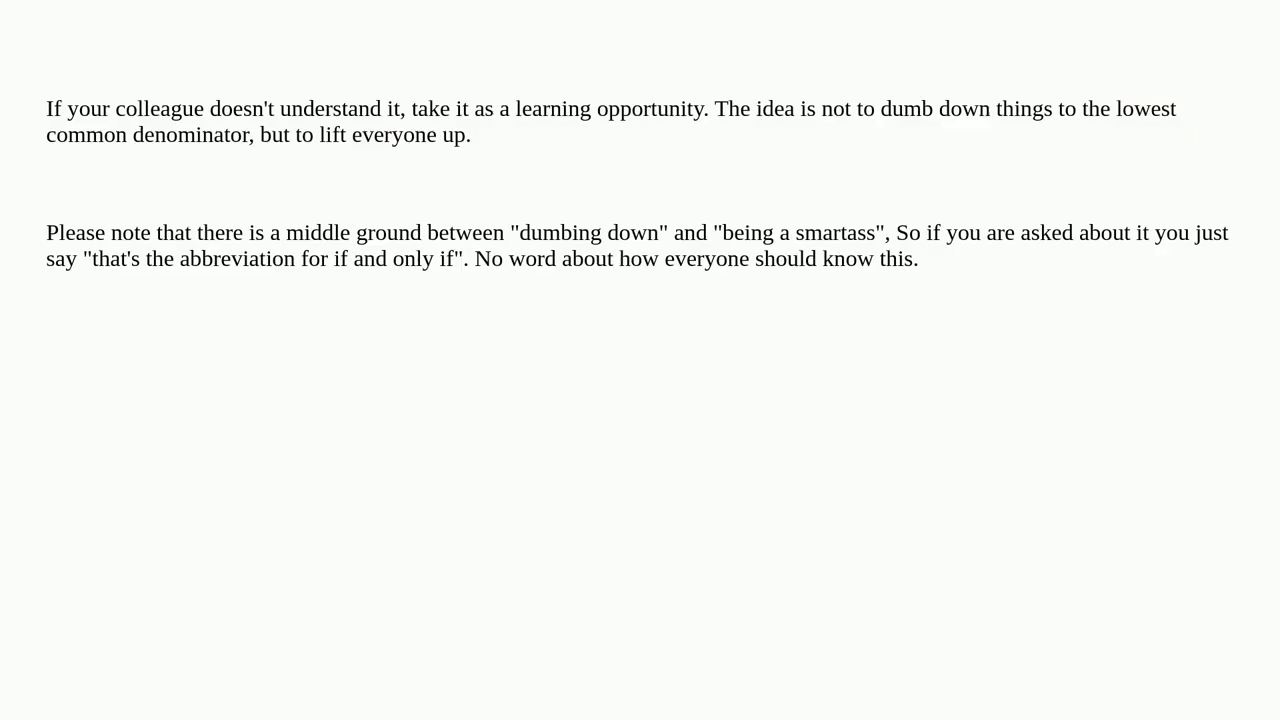 If your colleague doesn't understand it, take it as a learning opportunity. The idea is not to dumb down things to the lowest
common denominator, but to lift everyone up.
Please note that there is a middle ground between "dumbing down" and "being a smartass", So if you are asked about it you just
say "that's the abbreviation for if and only if". No word about how everyone should know this.